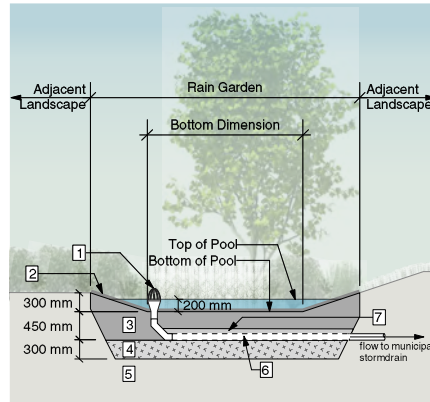 Adjacent
Landscape
Rain Garden
Adjacent
Landscape
Bottom Dimension
1
Top of Pool
Bottom of Pool
2
300 mm
200 mm
3
7
450 mm
300 mm
4
flow to municipa
stormdrain
5
6